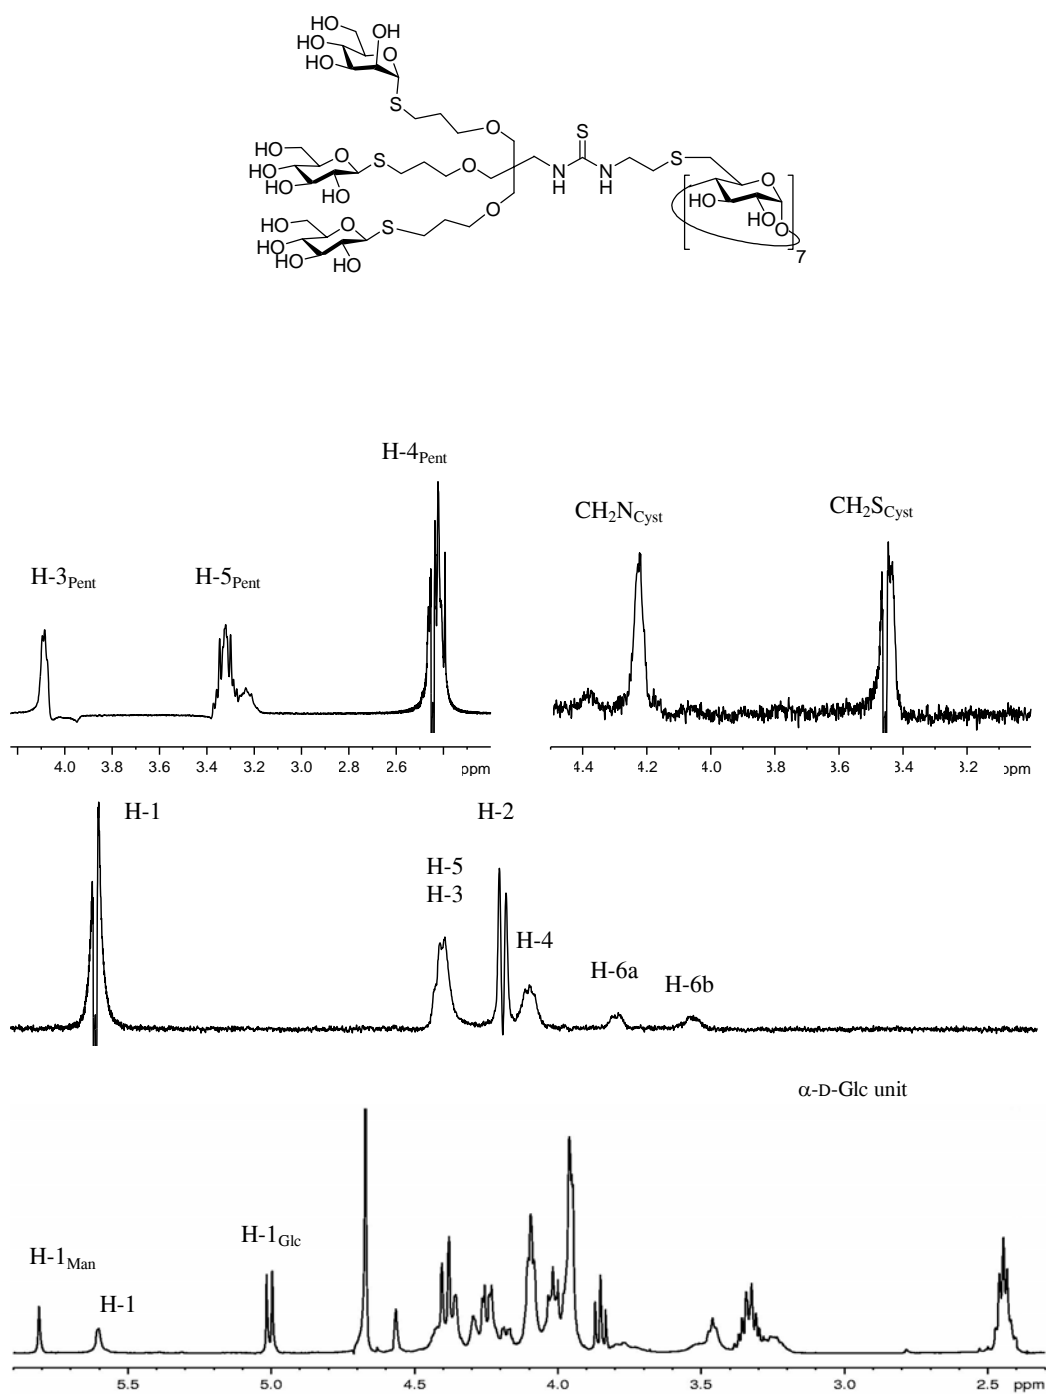 HO OH
HO O
HO
S
O
S
HO O S O
HO N N S
HO OH H H O
HO O S O HO
HO HO O
HO OH 7
H-4Pent
CH2NCyst CH2SCyst
H-3Pent H-5Pent
4.0 3.8 3.6 3.4 3.2 3.0 2.8 2.6 ppm
4.4 4.2 4.0 3.8 3.6 3.4 3.2 ppm
H-1 H-2
H-5
H-3
H-4
H-6a H-6b
α-D-Glc unit
H-1Glc
H-1Man
H-1
5.5 5.0 4.5 4.0 3.5 3.0 2.5 ppm